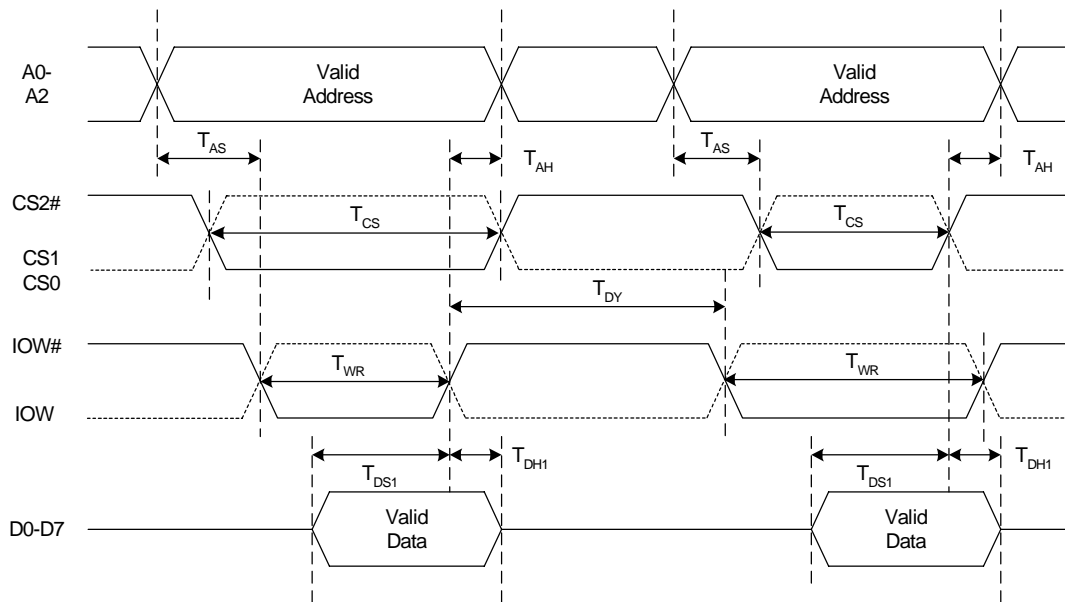 A0-
A2
Valid
Address
Valid
Address
TAS
TAH
TAS
TAH
CS2#
TCS
TCS
CS1
CS0
TDY
IOW#
TWR
TWR
IOW
TDS1
TDH1
TDS1
TDH1
D0-D7
Valid
Data
Valid
Data